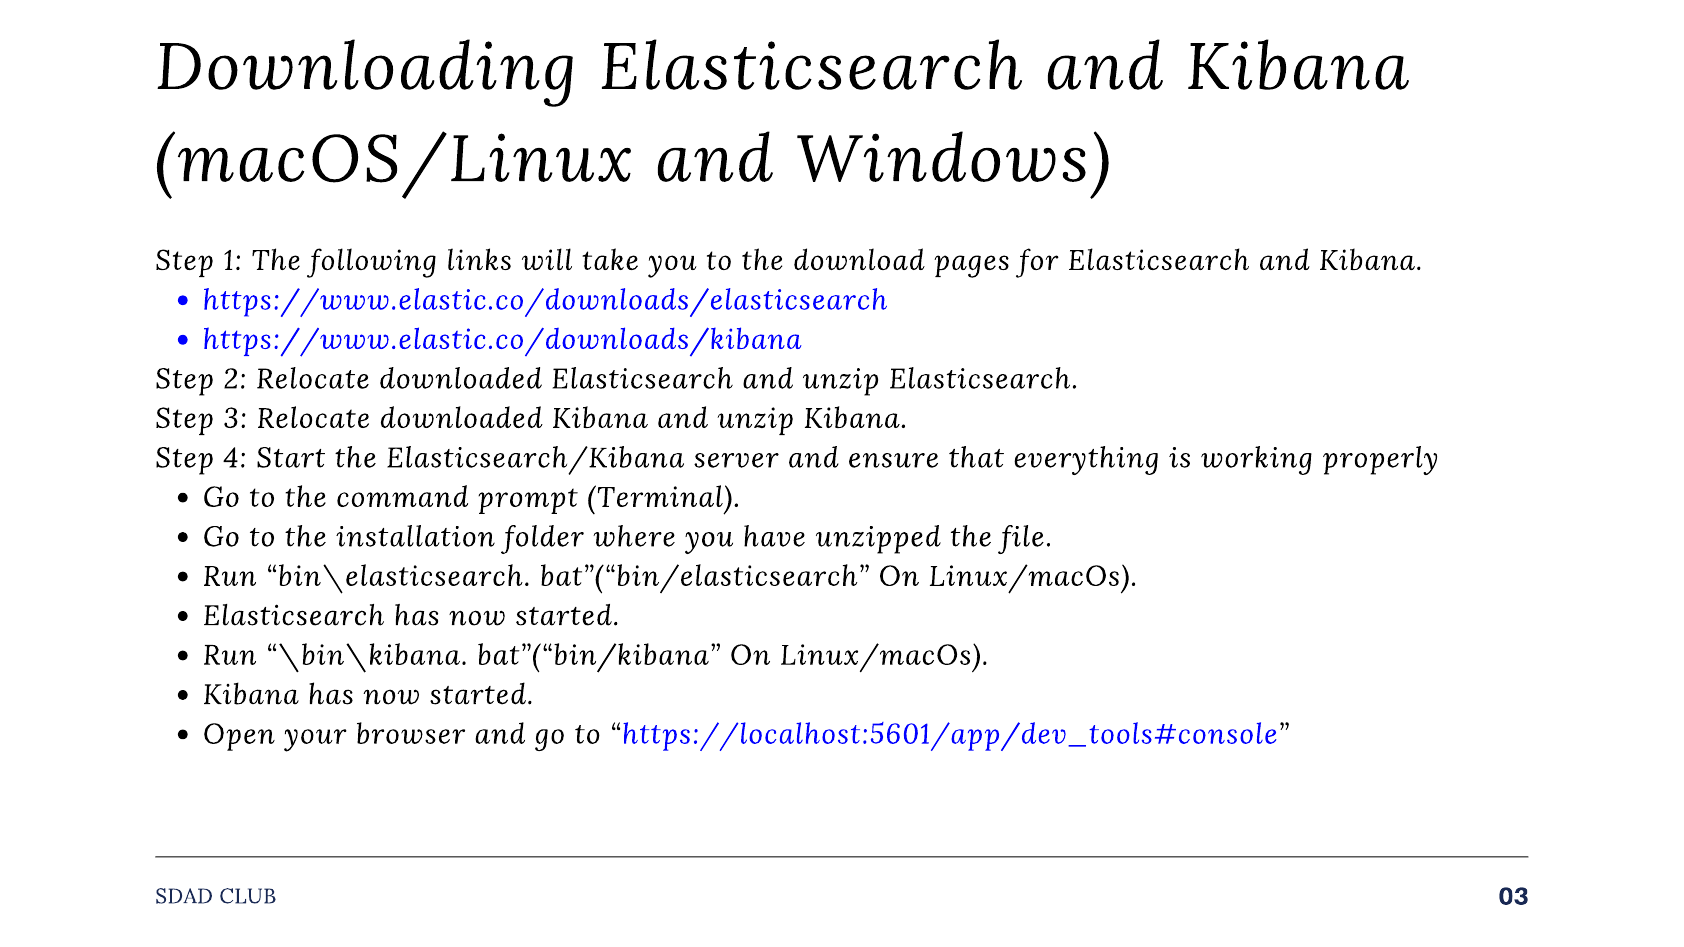 Downloading Elasticsearch and Kibana
(macOS/Linux and Windows)
Step 1: The following links will take you to the download pages for Elasticsearch and Kibana.
• https://www.elastic.co/downloads/elasticsearch
• https://www.elastic.co/downloads/kibana
Step 2: Relocate downloaded Elasticsearch and unzip Elasticsearch.
Step 3: Relocate downloaded Kibana and unzip Kibana.
Step 4: Start the Elasticsearch/Kibana server and ensure that everything is working properly
• Go to the command prompt (Terminal).
• Go to the installation folder where you have unzipped the file.
• Run “bin\elasticsearch. bat”(“bin/elasticsearch” On Linux/macOs).
• Elasticsearch has now started.
• Run “\bin\kibana. bat”(“bin/kibana” On Linux/macOs).
• Kibana has now started.
• Open your browser and go to “https://localhost:5601/app/dev_tools#console”
SDAD CLUB
03